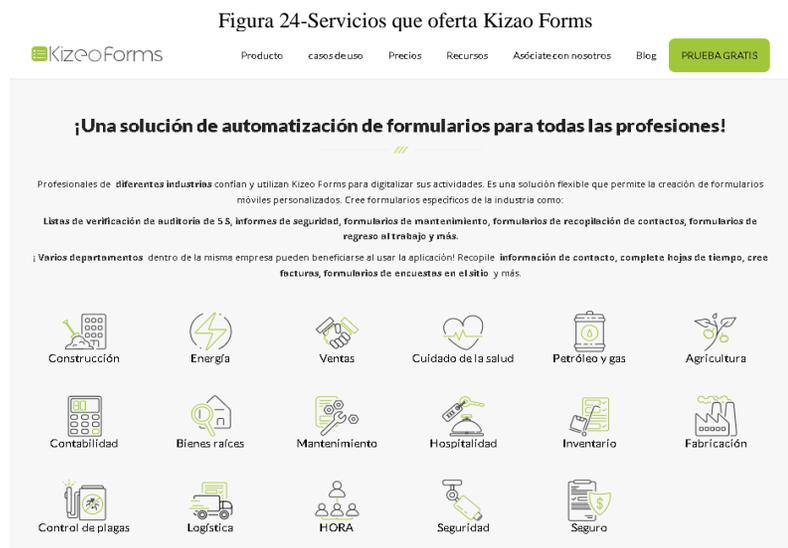 Figura 24-Servicios que oferta Kizao Forms
Kizeo Forms
Producto casos de uso Precios Recursos Asóciate con nosotros Blog PRUEBA GRATIS
¡Una solución de automatización de formularios para todas las profesiones!
Profesionales de diferentes industrias confían y utilizan Kizeo Forms para digitalizar sus actividades. Es una solución flexible que permite la creación de formularios
móviles personalizados. Cree formularios específicos de la industria como:
Listas de verificación de auditoría de 5 S, informes de seguridad, formularios de mantenimiento, formularios de recopilación de contactos, formularios de
regreso al trabajo y más.
¡ Varios departamentos dentro de la misma empresa pueden beneficiarse al usar la aplicación! Recopile información de contacto, complete hojas de tiempo, cree
facturas, formularios de encuestas en el sitio y más.
Construcción Energía Ventas Cuidado de la salud Petróleo y gas Agricultura
Contabilidad Bienes raíces Mantenimiento Hospitalidad Inventario Fabricación
Control de plagas Logística HORA Seguridad Seguro